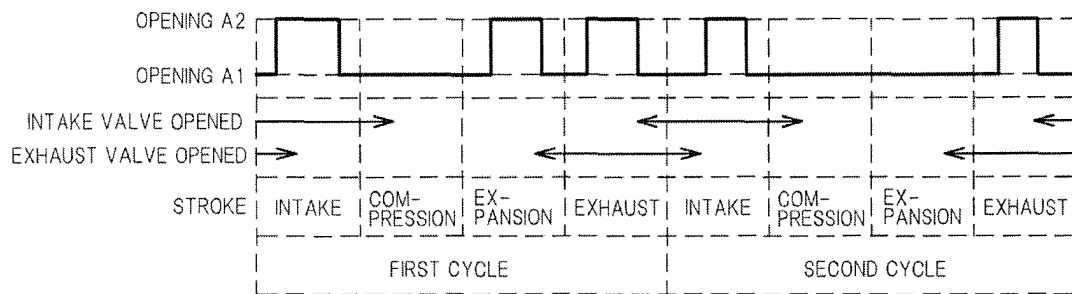 OPENING A2
OPENING A1
INTAKE VALVE OPENED
EXHAUST VALVE OPENED
STROKE
INTAKE
COM-
PRESSION
EX-
PANSION
EXHAUST
INTAKE
COM-
PRESSION
EX-
PANSION
EXHAUST
FIRST CYCLE
SECOND CYCLE